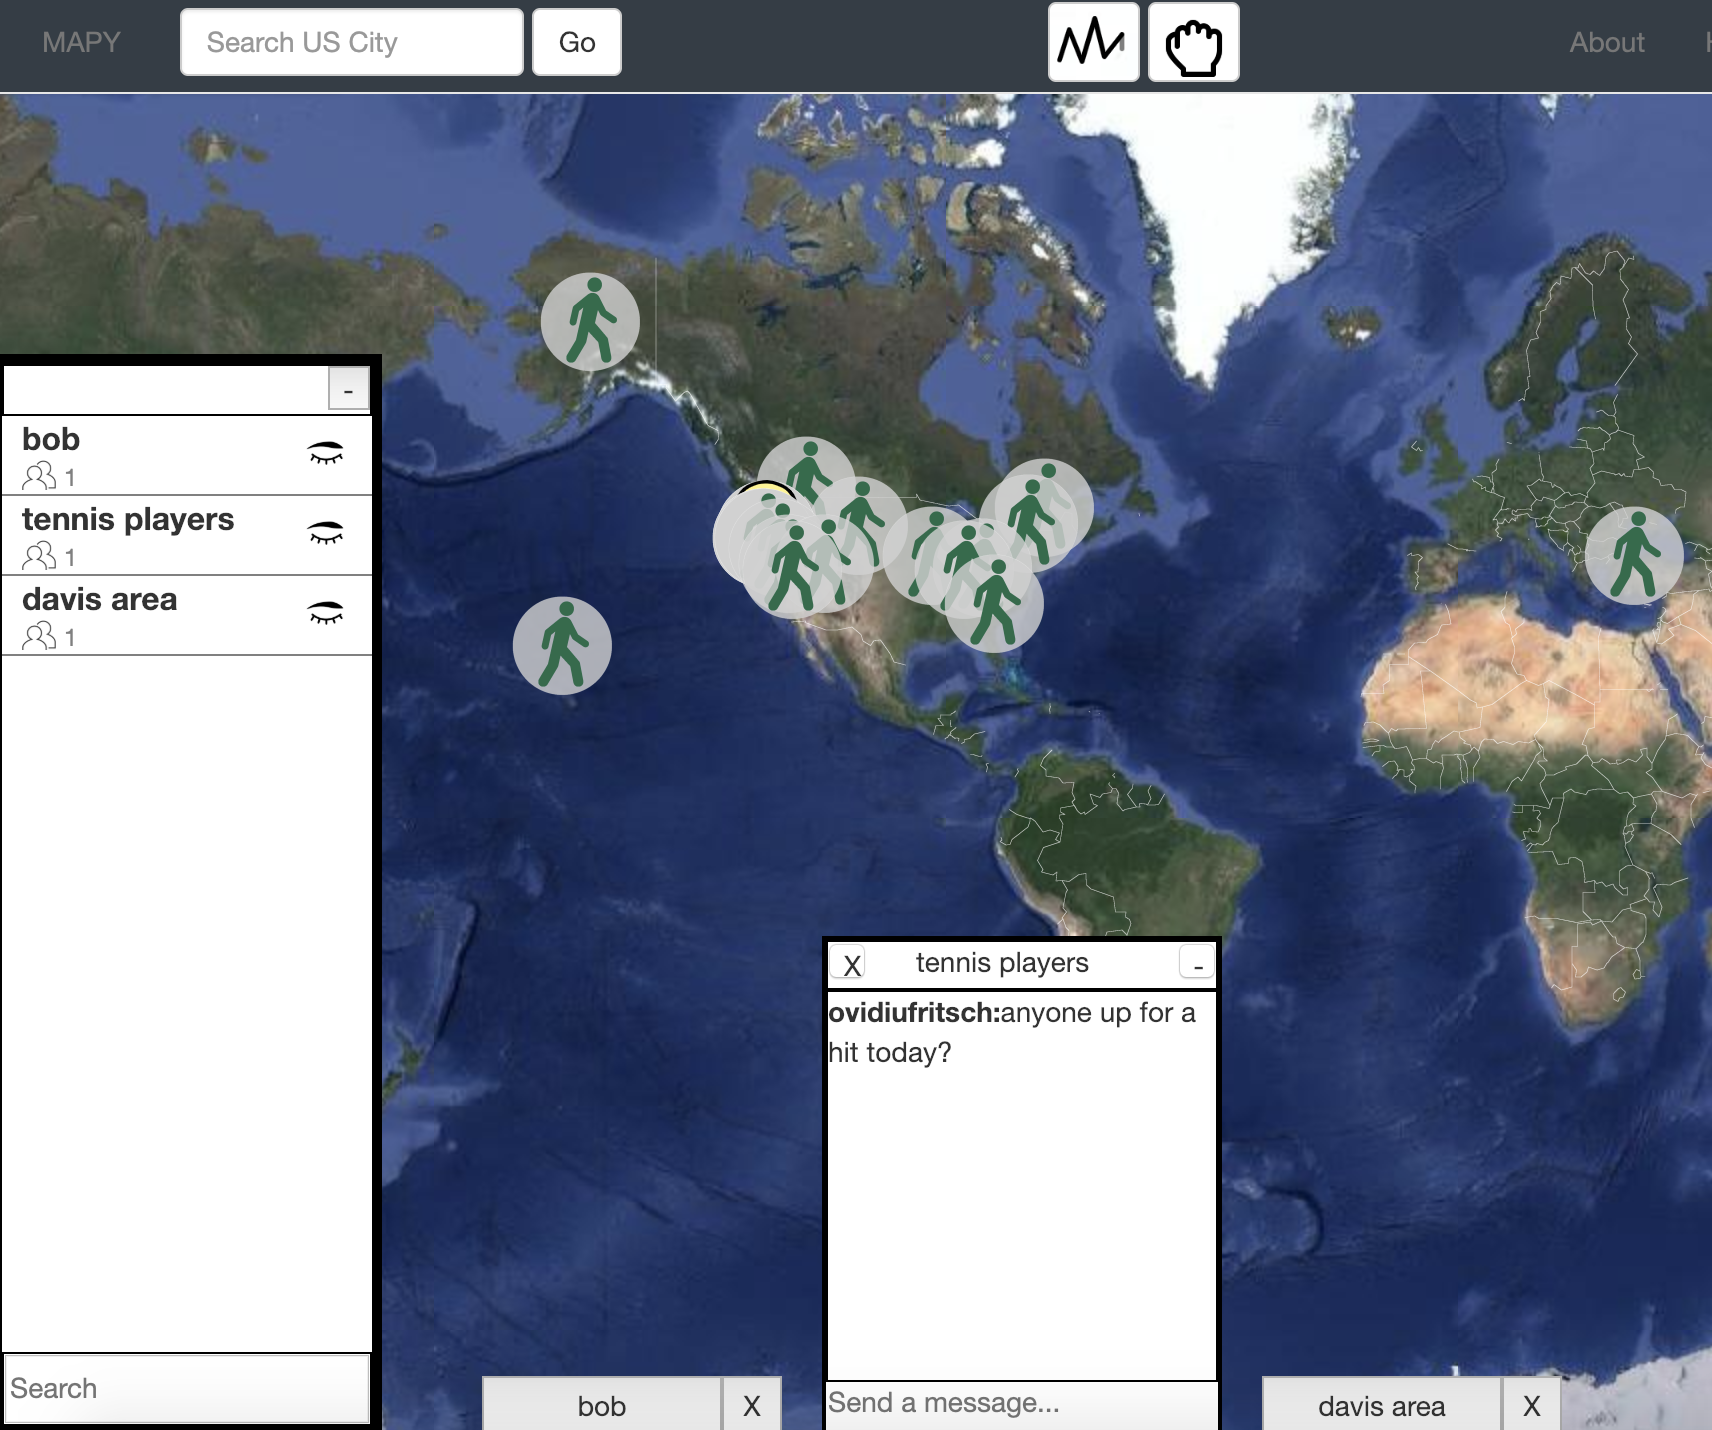 MAPY
Search US City
Go
About
-
bob
1
tennis players
1
davis area
1
Search
X
tennis players
-
ovidiufritsch:anyone up for a
hit today?
Send a message...
bob
X
davis area
X